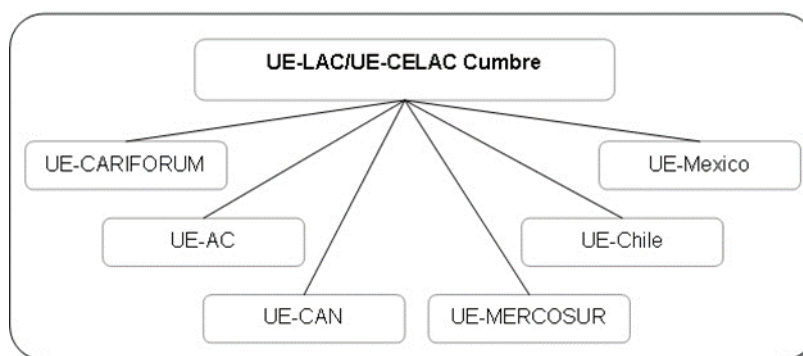 UE-LAC/UE-CELAC Cumbre
UE-CARIFORUM
UE-Mexico
UE-AC
UE-Chile
UE-CAN
UE-MERCOSUR